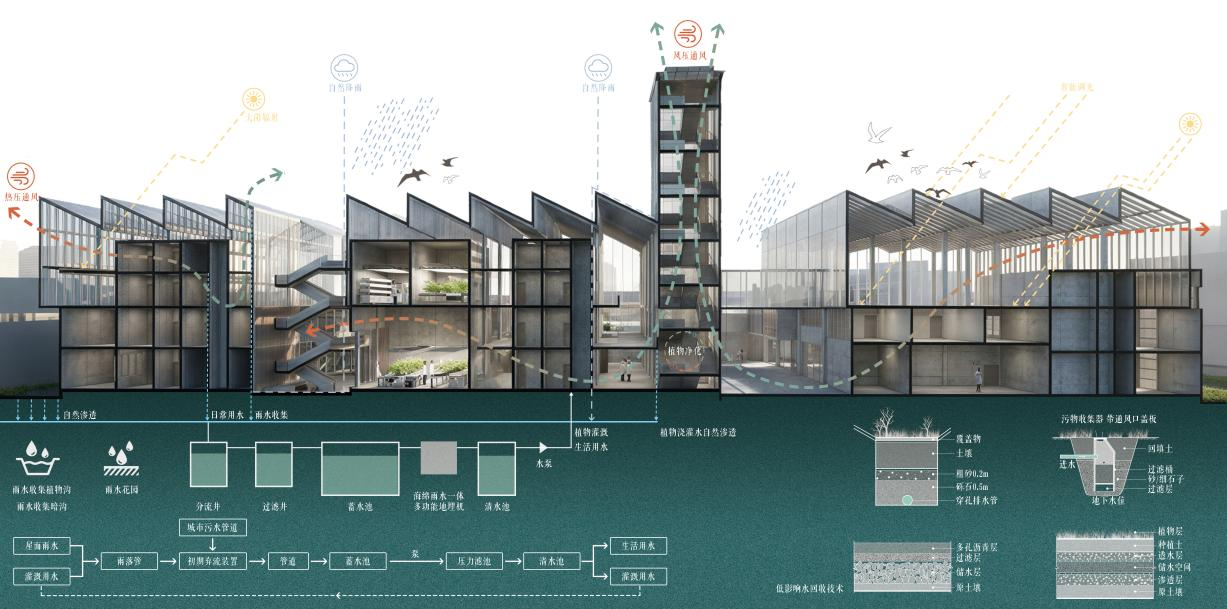 风压通风
自然降雨
自然降雨
太阳辐射
热压通风
植物净化
自然渗透
日常用水
雨水收集
植物灌溉
生活用水
植物浇灌水自然渗透
水泵
雨水收集植物沟
雨水收集暗沟
雨水花园
分流井
过滤井
蓄水池
海绵雨水一体
多功能地埋机
清水池
城市污水管道
屋面雨水
灌溉用水
雨落管
初期弃流装置
管道
蓄水池
泵
压力滤池
清水池
生活用水
灌溉用水
覆盖物
土壤
粗砂0.2m
砾石0.5m
穿孔排水管
污物收集器 带通风口盖板
进水
回填土
过滤桶
砂/细石子
过滤层
地下水位
多孔沥青层
过滤层
储水层
原土壤
低影响水回收技术
植物层
种植土
透水层
储水空间
渗透层
原土壤